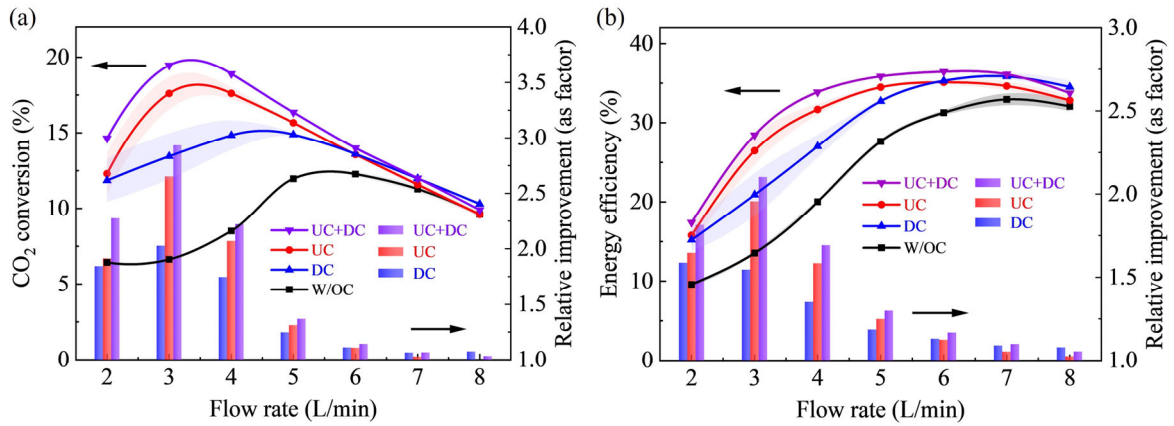 (a)
CO2 conversion (%)
20
15
10
5
0
4.0
3.5
3.0
2.5
2.0
1.5
1.0
Relative improvement (as factor)
UC+DC
UC
DC
W/OC
UC+DC
UC
DC
2 3 4 5 6 7 8
Flow rate (L/min)
(b)
Energy efficiency (%)
40
30
20
10
0
3.0
2.5
2.0
1.5
1.0
Relative improvement (as factor)
UC+DC
UC
DC
W/OC
UC+DC
UC
DC
2 3 4 5 6 7 8
Flow rate (L/min)